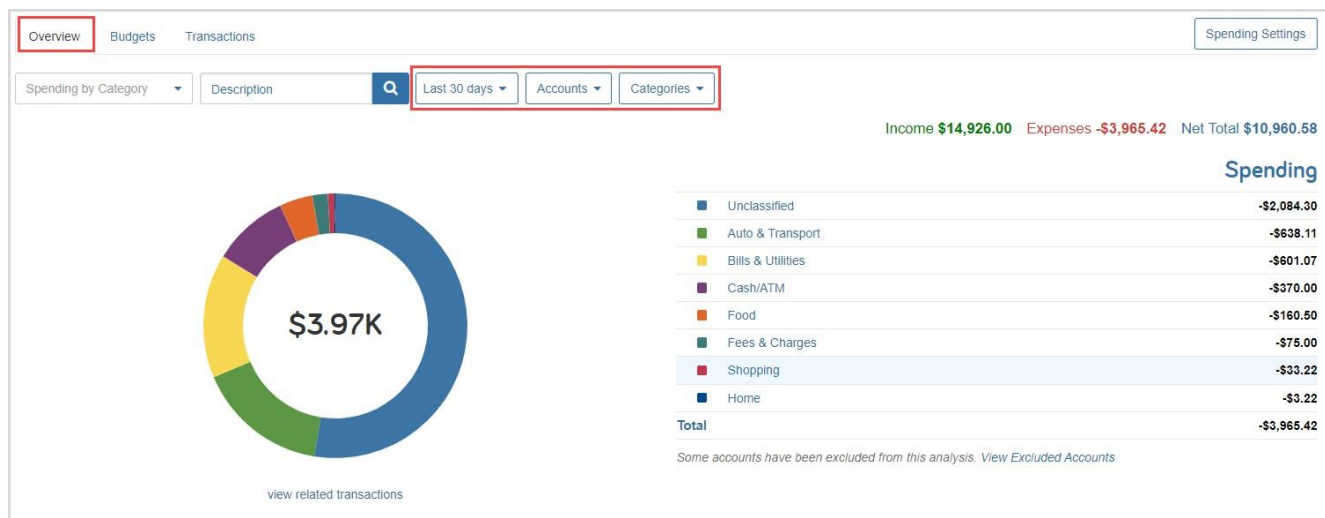 Overview Budgets Transactions Spending Settings
Spending by Category Description Last 30 days Accounts Categories
Income $14,926.00 Expenses -$3,965.42 Net Total $10,960.58
Spending
Unclassified -$2,084.30
Auto & Transport -$638.11
Bills & Utilities -$601.07
Cash/ATM -$370.00
$3.97K
Food -$160.50
Fees & Charges -$75.00
Shopping -$33.22
Home -$3.22
Total -$3,965.42
Some accounts have been excluded from this analysis. View Excluded Accounts
view related transactions